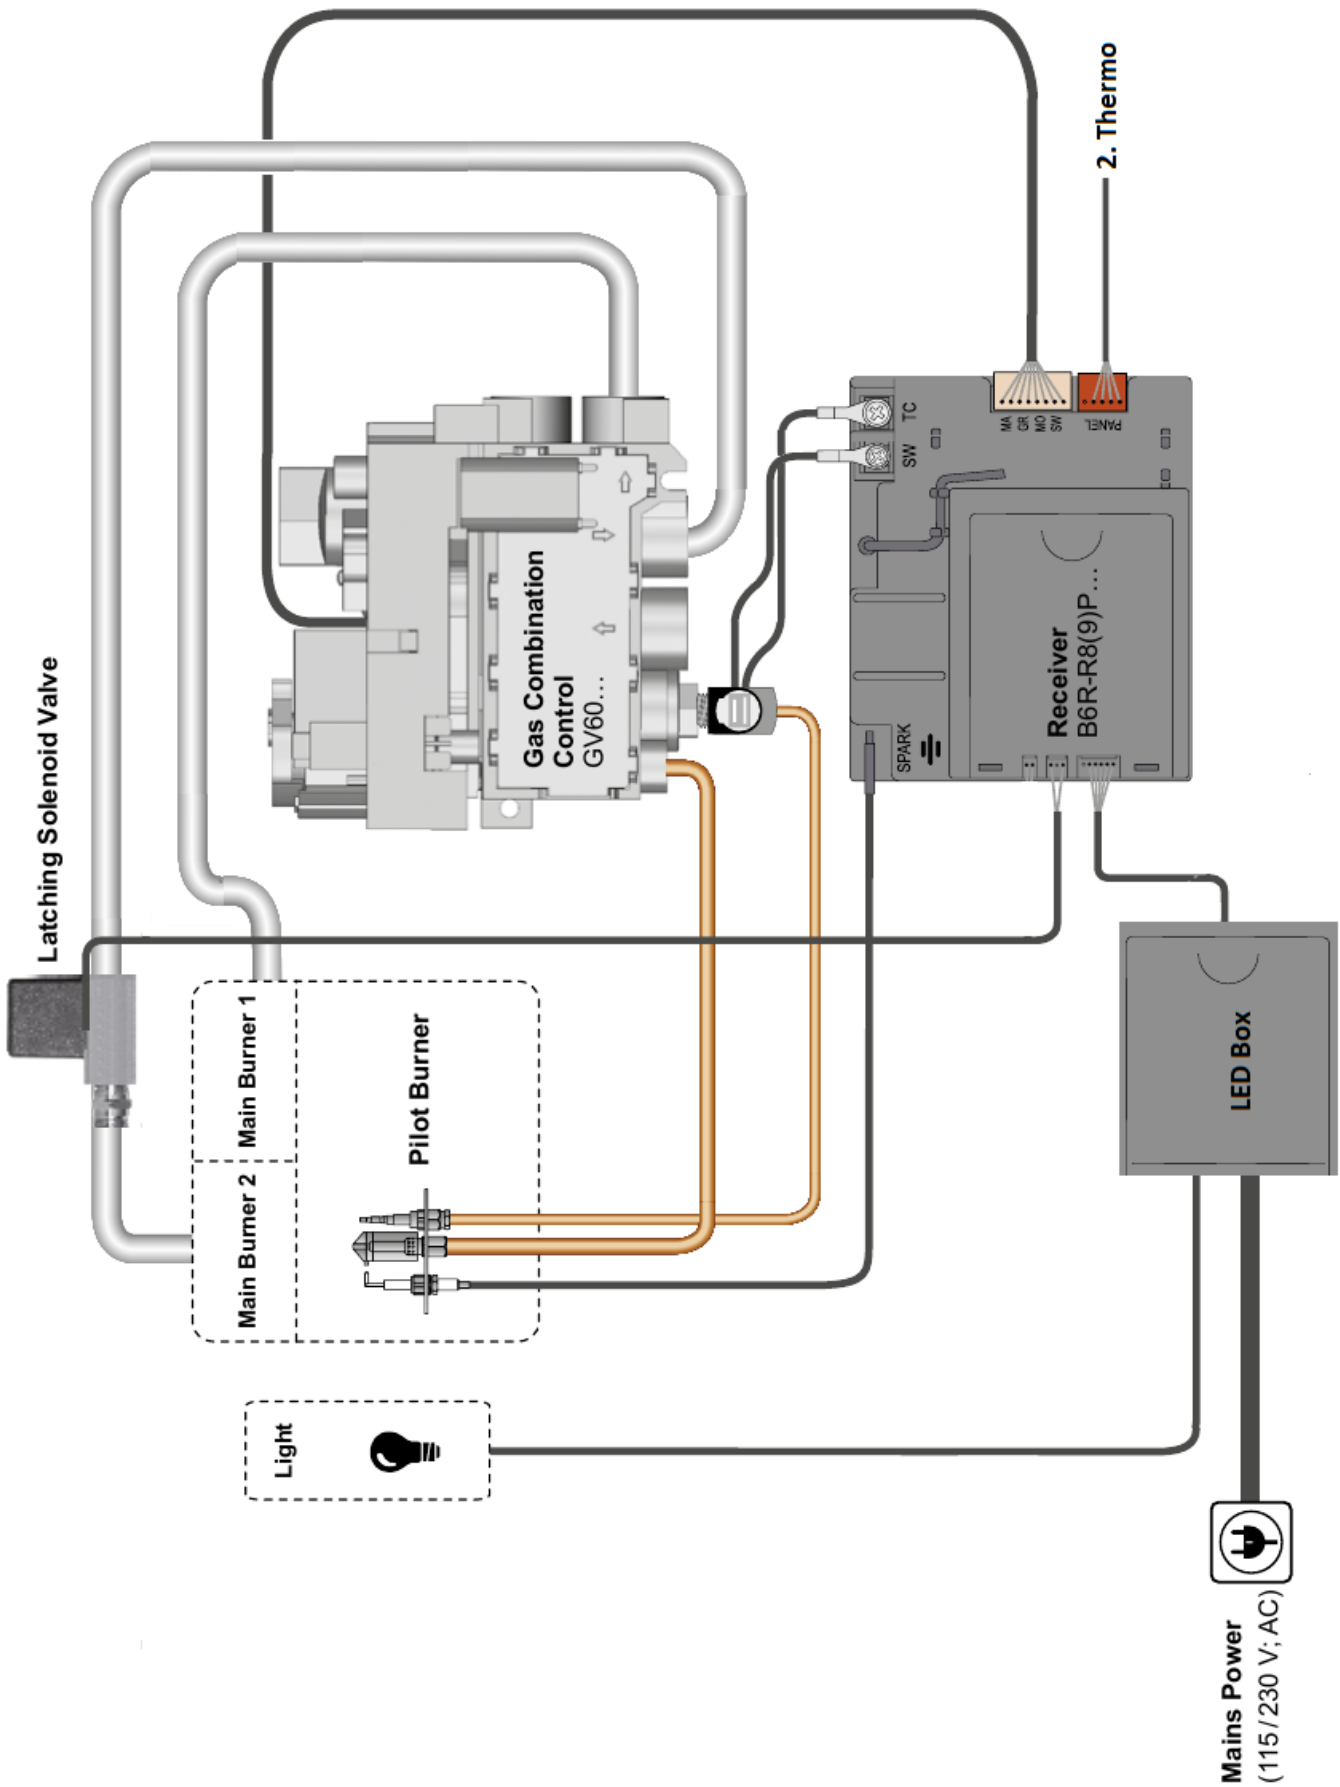 Latching Solenoid Valve
Main Burner 2
Main Burner 1
Pilot Burner
Light
Gas Combination
Control
GV60...
SPARK
SW
TC
MA
GR
MO
SW
PANEL
2. Thermo
Receiver
B6R-R8(9)P...
LED Box
Mains Power
(115/230 V; AC)